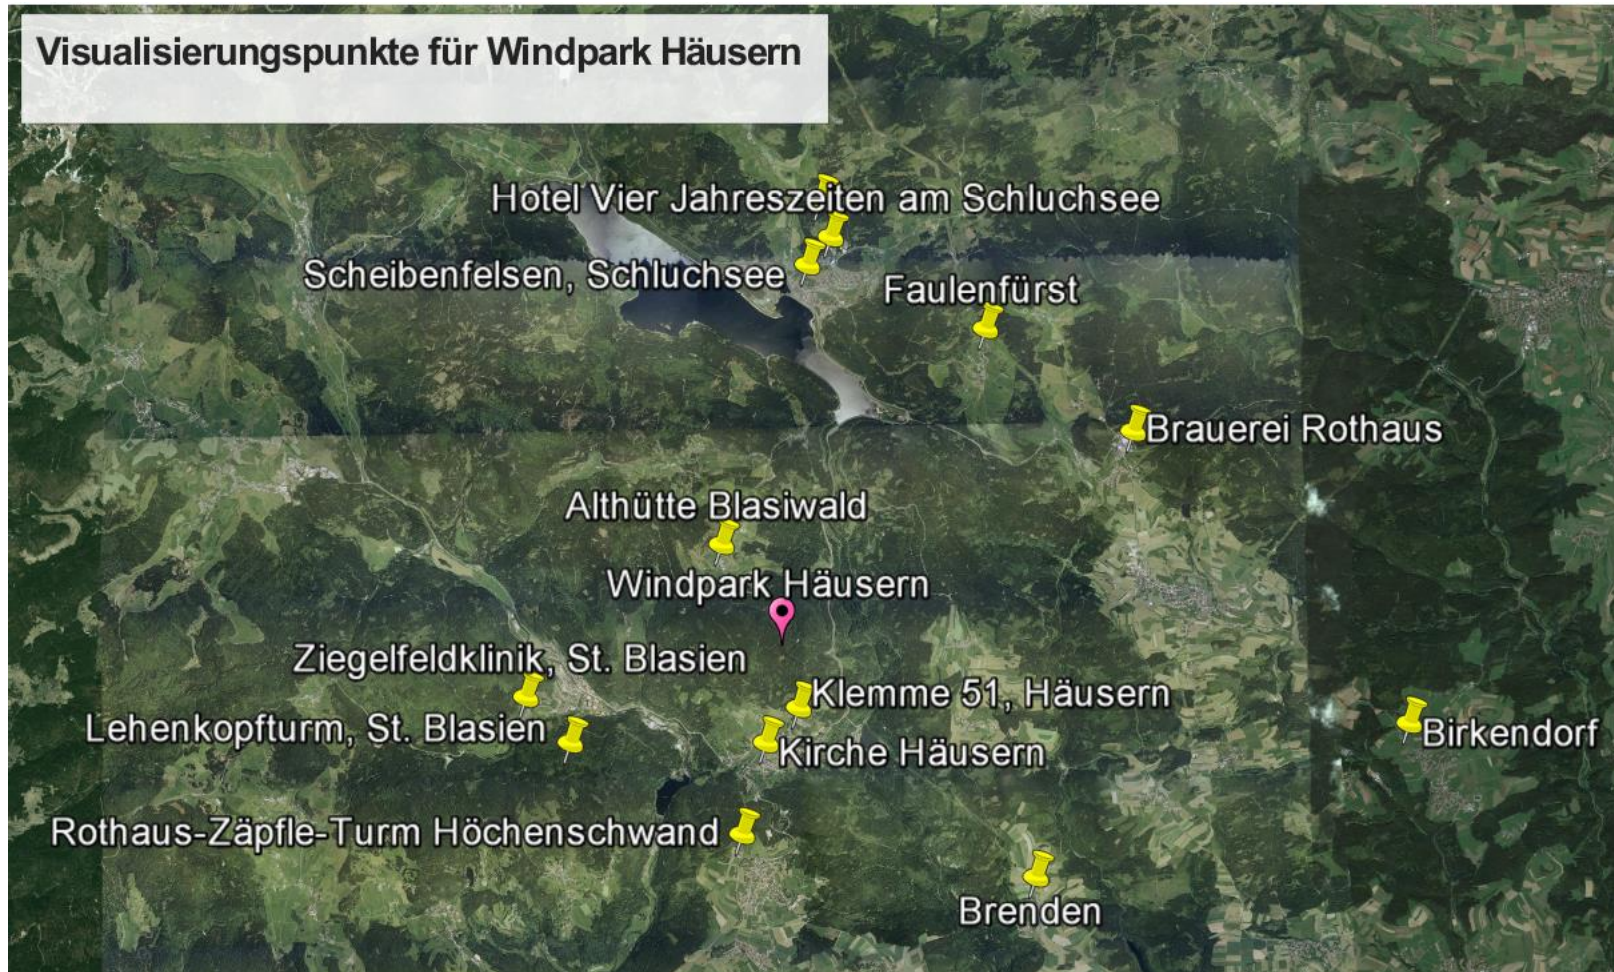 Visualisierungspunkte für Windpark Häusern
Hotel Vier Jahreszeiten am Schluchsee
Scheibenfelsen, Schluchsee
Faulenfürst
Brauerei Rothaus
Althütte Blasiwald
Windpark Häusern
Ziegelfeldklinik, St. Blasien
Klemme 51, Häusern
Lehenkopfturm, St. Blasien
Kirche Häusern
Birkendorf
Rothaus-Zäpfle-Turm Höchenschwand
Brenden